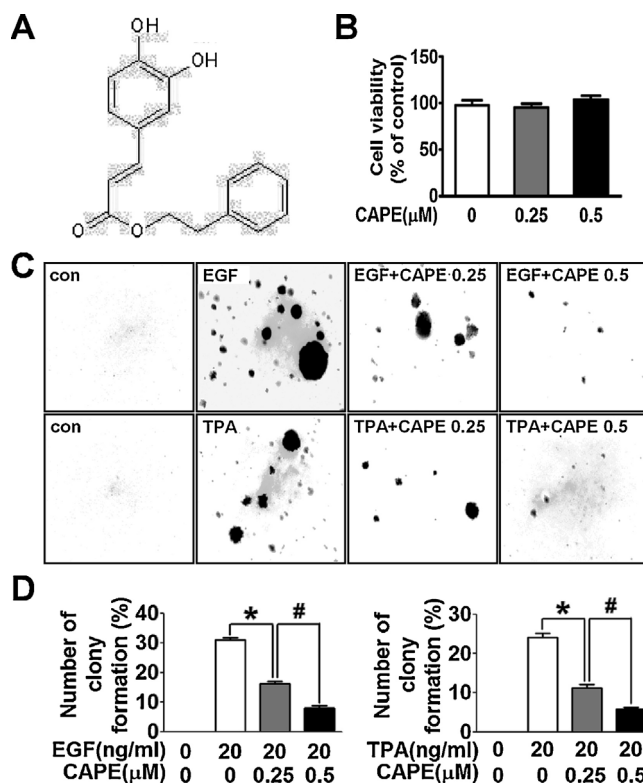 A
OH
OH
O
O
B
Cell viability
(% of control)
150
100
50
0
CAPE(μM) 0 0.25 0.5
C
con EGF EGF+CAPE 0.25 EGF+CAPE 0.5
con TPA TPA+CAPE 0.25 TPA+CAPE 0.5
D
Number of
clony
formation (%)
40
30
20
10
0
* #
EGF(ng/ml) 0 20 20 20
CAPE(μM) 0 0 0.25 0.5
Number of
clony
formation (%)
30
20
10
0
* #
TPA(ng/ml) 0 20 20 20
CAPE(μM) 0 0 0.25 0.5